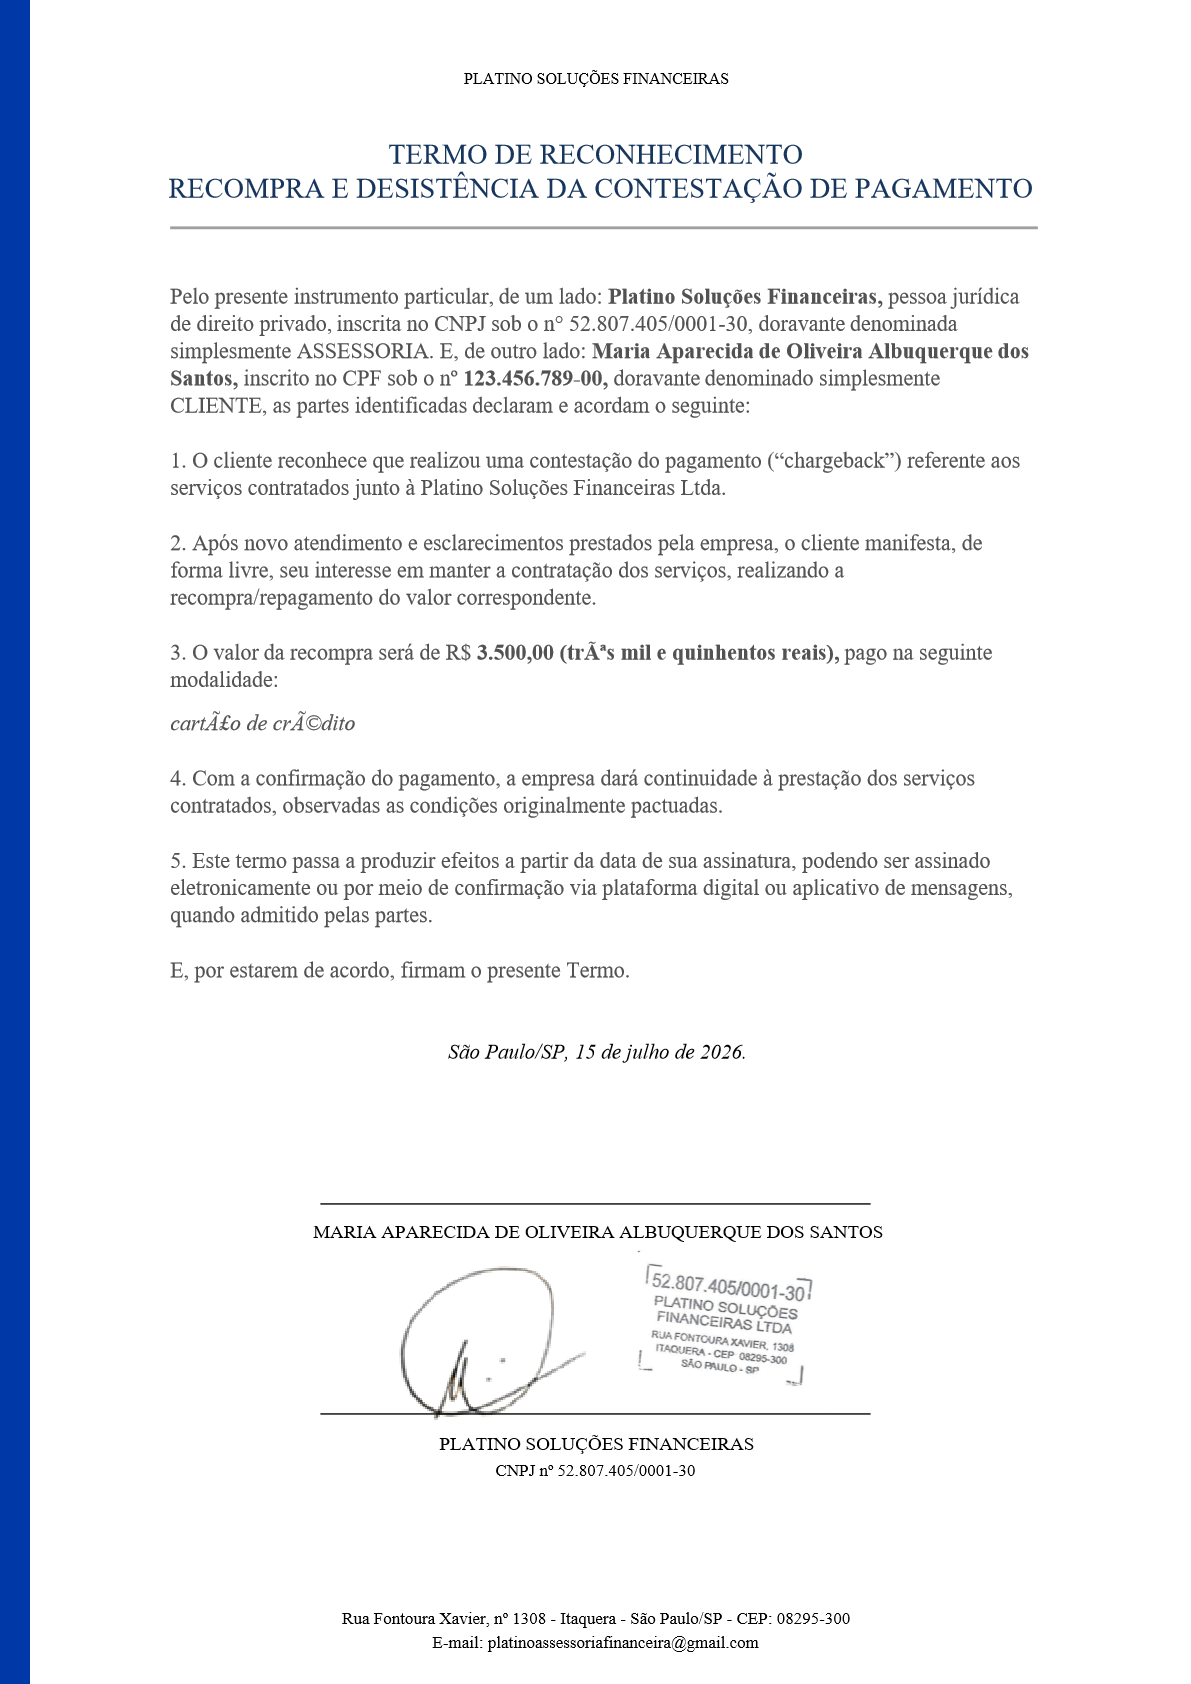 PLATINO SOLUÇÕES FINANCEIRAS
TERMO DE RECONHECIMENTO
RECOMPRA E DESISTÊNCIA DA CONTESTAÇÃO DE PAGAMENTO
Pelo presente instrumento particular, de um lado: Platino Soluções Financeiras, pessoa jurídica
de direito privado, inscrita no CNPJ sob o n° 52.807.405/0001-30, doravante denominada
simplesmente ASSESSORIA. E, de outro lado: Maria Aparecida de Oliveira Albuquerque dos
Santos, inscrito no CPF sob o nº 123.456.789-00, doravante denominado simplesmente
CLIENTE, as partes identificadas declaram e acordam o seguinte:
1. O cliente reconhece que realizou uma contestação do pagamento (“chargeback”) referente aos
serviços contratados junto à Platino Soluções Financeiras Ltda.
2. Após novo atendimento e esclarecimentos prestados pela empresa, o cliente manifesta, de
forma livre, seu interesse em manter a contratação dos serviços, realizando a
recompra/repagamento do valor correspondente.
3. O valor da recompra será de R$ 3.500,00 (trÃªs mil e quinhentos reais), pago na seguinte
modalidade:
cartÃ£o de crÃ©dito
4. Com a confirmação do pagamento, a empresa dará continuidade à prestação dos serviços
contratados, observadas as condições originalmente pactuadas.
5. Este termo passa a produzir efeitos a partir da data de sua assinatura, podendo ser assinado
eletronicamente ou por meio de confirmação via plataforma digital ou aplicativo de mensagens,
quando admitido pelas partes.
E, por estarem de acordo, firmam o presente Termo.
São Paulo/SP, 15 de julho de 2026.
MARIA APARECIDA DE OLIVEIRA ALBUQUERQUE DOS SANTOS
52.807.405/0001-30
PLATINO SOLUÇÕES
FINANCEIRAS LTDA
RUA FONTOURA XAVIER, 1308
ITAQUERA - CEP 08295-300
SÃO PAULO - SP
PLATINO SOLUÇÕES FINANCEIRAS
CNPJ nº 52.807.405/0001-30
Rua Fontoura Xavier, nº 1308 - Itaquera - São Paulo/SP - CEP: 08295-300
E-mail: platinoassessoriafinanceira@gmail.com